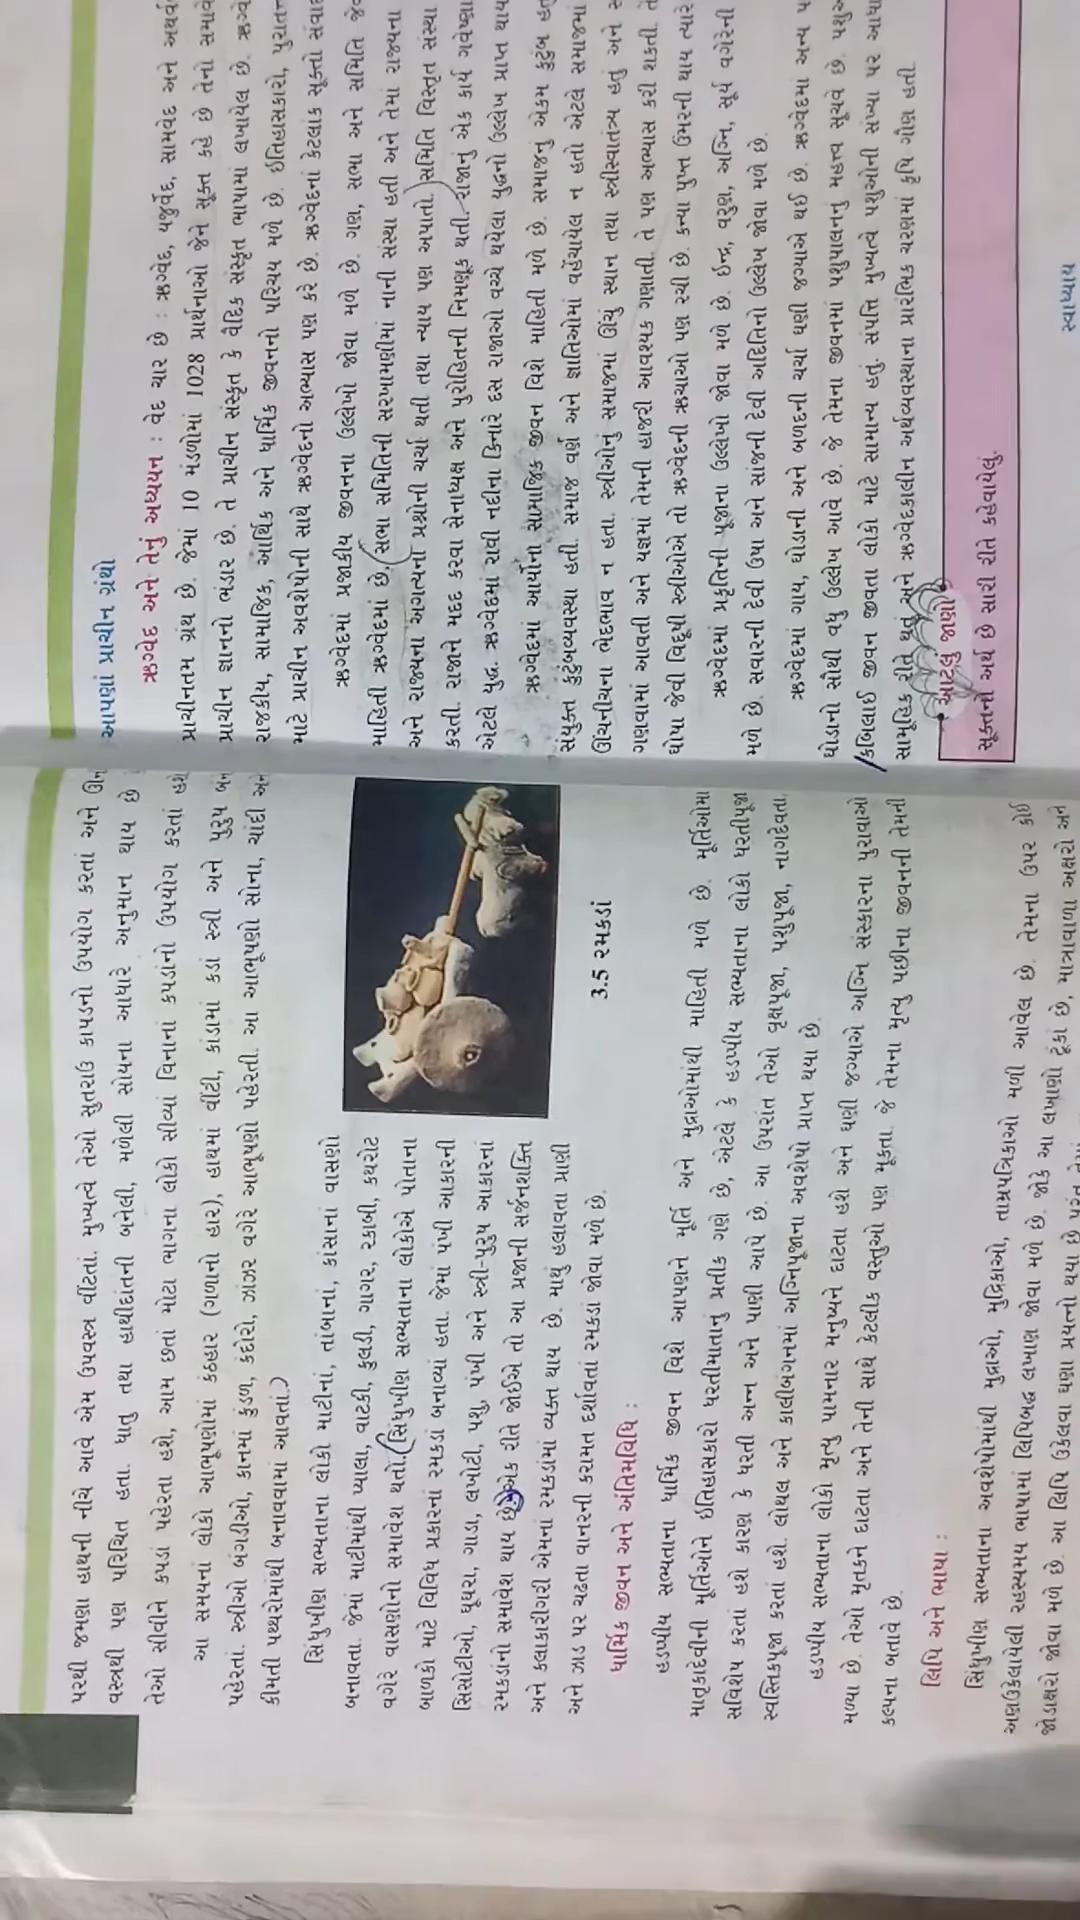 પરથી જમણા હાથની નીચે આવે એમ ઉપવસ્ત્ર વીંટતાં. મુખ્યત્વે તેઓ સુતરાઉ કાપડનો ઉપયોગ કરતાં અને ઊન
વસ્ત્રથી પણ પરિચિત હતા. ધાતુ તથા હાથીદાંતની બનેલી, મળેલી સોયના આધારે અનુમાન થાય છે
તેઓ સીવીને કપડાં પહેરતા હશે, આમ છતાં મોટા ભાગના લોકો સીવ્યાં વિનાનાં કપડાંનો ઉપયોગ કરતાં હશે
આ સમયનાં લોકો આભૂષણોમાં કંઠહાર (ગળાનો હાર), હાથમાં વીંટી, કાંડામાં કડાં સ્ત્રી અને પુરુષ બં
પહેરતાં. સ્ત્રીઓ બંગડીઓ, કાનમાં કુંડળ, કંદોરો, ઝાંઝર વગેરે આભૂષણો પહેરતી. આ આભૂષણો સોના, ચાંદી અ
કીમતી પથ્થરોમાંથી બનાવવામાં આવતાં.)
સિંધુખીણ સભ્યતાના લોકો માટીનાં, તાંબાનાં, કાંસાનાં વાસણો
બનાવતા. જેમાં માટીમાંથી પ્યાલા, વાટકી, કુલડી, ગાગર, રકાબી, કથરોટ
વગેરે વાસણોનો સમાવેશ થતો.(સિંધુખીણ સભ્યતાના લોકોએ પોતાના
બાળકો માટે વિવિધ પ્રકારનાં રમકડાં બનાવ્યાં હતા. જેમાં પંખી આકારની
સિસોટીઓ, ઘૂઘરા, ગાડા, લખોટી, પશુ, પંખી અને સ્ત્રી-પુરુષ આકારનાં
રમકડાંનો સમાવેશ થાય છે. એક રીતે જોઈએ તો આ પ્રજાની સર્જનશક્તિ
અને કલાકારીગરી એમનાં રમકડાંમાં વ્યક્ત થાય છે. માથું હલાવતા પ્રાણી
અને ઝાડ પર ચઢતા વાનરની કરામત દર્શાવતાં રમકડાં જોવા મળે છે.
3.5 રમકડાં
ધાર્મિક જીવન અને અંતિમવિધિ :
હડપ્પીય સભ્યતાના ધાર્મિક જીવન વિશે આપણને મૂર્તિ અને મુદ્રાઓમાંથી માહિતી મળે છે. મૂર્તિઓમા
માતૃકાદેવીની મૂર્તિઓને ઈતિહાસકારો ધરતીમાતાનું પ્રતીક ગણે છે, એટલે કે હડપ્પીય સભ્યતાના લોકો ધરતીપૂજા
સવિશેષ કરતાં હશે કારણ કે ધરતી અન્ન અને પાણી આપે છે. આ ઉપરાંત તેઓ વૃક્ષપૂજા, પશુપૂજા, નાગદેવતા,
સ્વસ્તિકપૂજા કરતાં હશે. લોથલ અને કાલીબંગનમાં અગ્નિપૂજાના અવશેષો પ્રાપ્ત થયા છે.
હડપ્પીય સભ્યતાના લોકો મૃત્યુ પામનાર મનુષ્યને દાટતા હશે અને ઘણી જગ્યાએ અગ્નિ સંસ્કારના પુરાવાઓ
મળ્યા છે. તેઓ મૃતકને દાટતા અને તેની સાથે કેટલીક વસ્તુઓ પણ મૂકતા. જે તેમના મૃત્યુ પછીના જીવનની તેમની
કલ્પના બતાવે છે.
લિપિ અને ભાષા :
સિંધુખીણ સભ્યતાના અવશેષોમાંથી મુદ્રાઓ, મુદ્રિકાઓ, તામ્રપત્રિકાઓ મળી આવેલ છે. તેમના ઉપર કોઈ
અણઉકેલાયેલી રહસ્યમય ભાષામાં લિપિબદ્ધ લખાણ જોવા મળે છે. જોકે આ લખાણો ટૂંકાં છે, માત્રાવાળા અક્ષરો અને
જોડાક્ષરો જોવા મળે છે. આ લિપિ ઉકેલવા ઘણા પ્રયત્નો થયા છે પરંતુ
આપણાં પ્રાચીન ગ્રંથો
ઋગ્વેદ અને તેનું અધ્યયન : વેદ ચાર છે : ઋગ્વેદ, યજુર્વેદ, સામવેદ અને અથર્વ
પ્રાચીનતમ ગ્રંથ છે. જેમાં 10 મંડળોમાં 1028 પ્રાર્થનાઓ જેને સૂક્ત કહે છે તેનો સમાવે
પ્રાચીન જ્ઞાનનો ભંડાર છે. તે પ્રાચીન સંસ્કૃત કે વૈદિક સંસ્કૃત ભાષામાં લખાયેલ છે. ઋગ્વે
રાજકીય, સામાજિક, આર્થિક અને ધાર્મિક જીવનનો પરિચય મળે છે. ઈતિહાસકારો, પુરાતત્ત
માટે પ્રાચીન અવશેષોની સાથે ઋગ્વેદનો અભ્યાસ પણ કરે છે. ઋગ્વેદનાં કેટલાંક સૂક્તો સંવાદ
ઋગ્વેદમાં પ્રજાકીય જીવનના ઉલ્લેખો જોવા મળે છે. ગણ, સભા અને સમિતિ જે
માહિતી ઋગ્વેદમાં છે.(સભા સમિતિની સરખામણીમાં નાની સંસ્થા હતી અને તેમાં રાજ્યના
અને રાજ્યના અગત્યના પ્રશ્નોની ચર્ચા થતી તથા ન્યાય પણ અપાતો.)સમિતિ વિસ્તૃત સંસ્થા
કરતી. રાજાને મદદ કરવા સેનાધ્યક્ષ અને પુરોહિતની નિમણૂક થતી. રાજાનું એક કાર્ય ગવેષણા
એટલે યુદ્ધ. ઋગ્વેદમાં રાવી નદીના કિનારે દસ રાજાઓ વચ્ચે થયેલા યુદ્ધનો ઉલ્લેખ પ્રાપ્ત થાય
ઋગ્વેદમાં આર્યોના સામાજિક જીવન વિશે માહિતી મળે છે. સમાજનું એકમ કુટુંબ હતું
સંયુક્ત કુટુંબવ્યવસ્થા હતી. સમાજ વર્ણ અને જ્ઞાતિઓમાં વહેંચાયેલ ન હતો એટલે સમાજમાં
ઊંચનીચના ભેદભાવ ન હતા. સ્ત્રીઓનું સમાજમાં ઊંચું સ્થાન તથા સ્ત્રીસ્વાતંત્ર્ય હતું અને સ
ગણવામાં આવતી અને યજ્ઞમાં તેમની હાજરી આવશ્યક ગણાતી. તે પણ અભ્યાસ કરી શકતી. તે
ઘોષા જેવી વિદુષી સ્ત્રીઓએ તો ઋગ્વેદની ઋચાઓ પણ રચી છે. કન્યા પુખ્ત ઉંમરની થાય ત્યારે
ઋગ્વેદમાં પ્રકૃતિની પૂજાના ઉલ્લેખો જોવા મળે છે. ઈન્દ્ર, વરુણ, અગ્નિ, સૂર્ય વગેરેની
મળે છે. સવારની દેવી ઉષા અને સાંજની દેવી અદિતિનો ઉલ્લેખ જોવા મળે છે.
ઋગ્વેદમાં ગાય, ઘોડાની અને બળદની ચર્ચા ઘણી જગ્યાએ થઈ છે. ઋગ્વેદમાં અન્ય પ
ઘોડાનો સૌથી વધુ ઉલ્લેખ આવે છે. જે તેમના જીવનમાં પશુપાલનનું મહત્ત્વ સૂચવે છે. પશુ
કબિલાઈ જીવન જીવતા લોકો માટે સામાન્ય હતું. સંપત્તિ મુખ્યત્વે પશુઓની સંખ્યા પર આધા
સામૂહિક રીતે થતું અને ઋગ્વેદકાલીન અર્થવ્યવસ્થાના પ્રારંભિક ચરણમાં કૃષિ ગૌણ હતી.
આટલું જાણો
સૂક્તનો અર્થ છે સારી રીતે કહેવાયેલું.
સ્વાધ્યાય